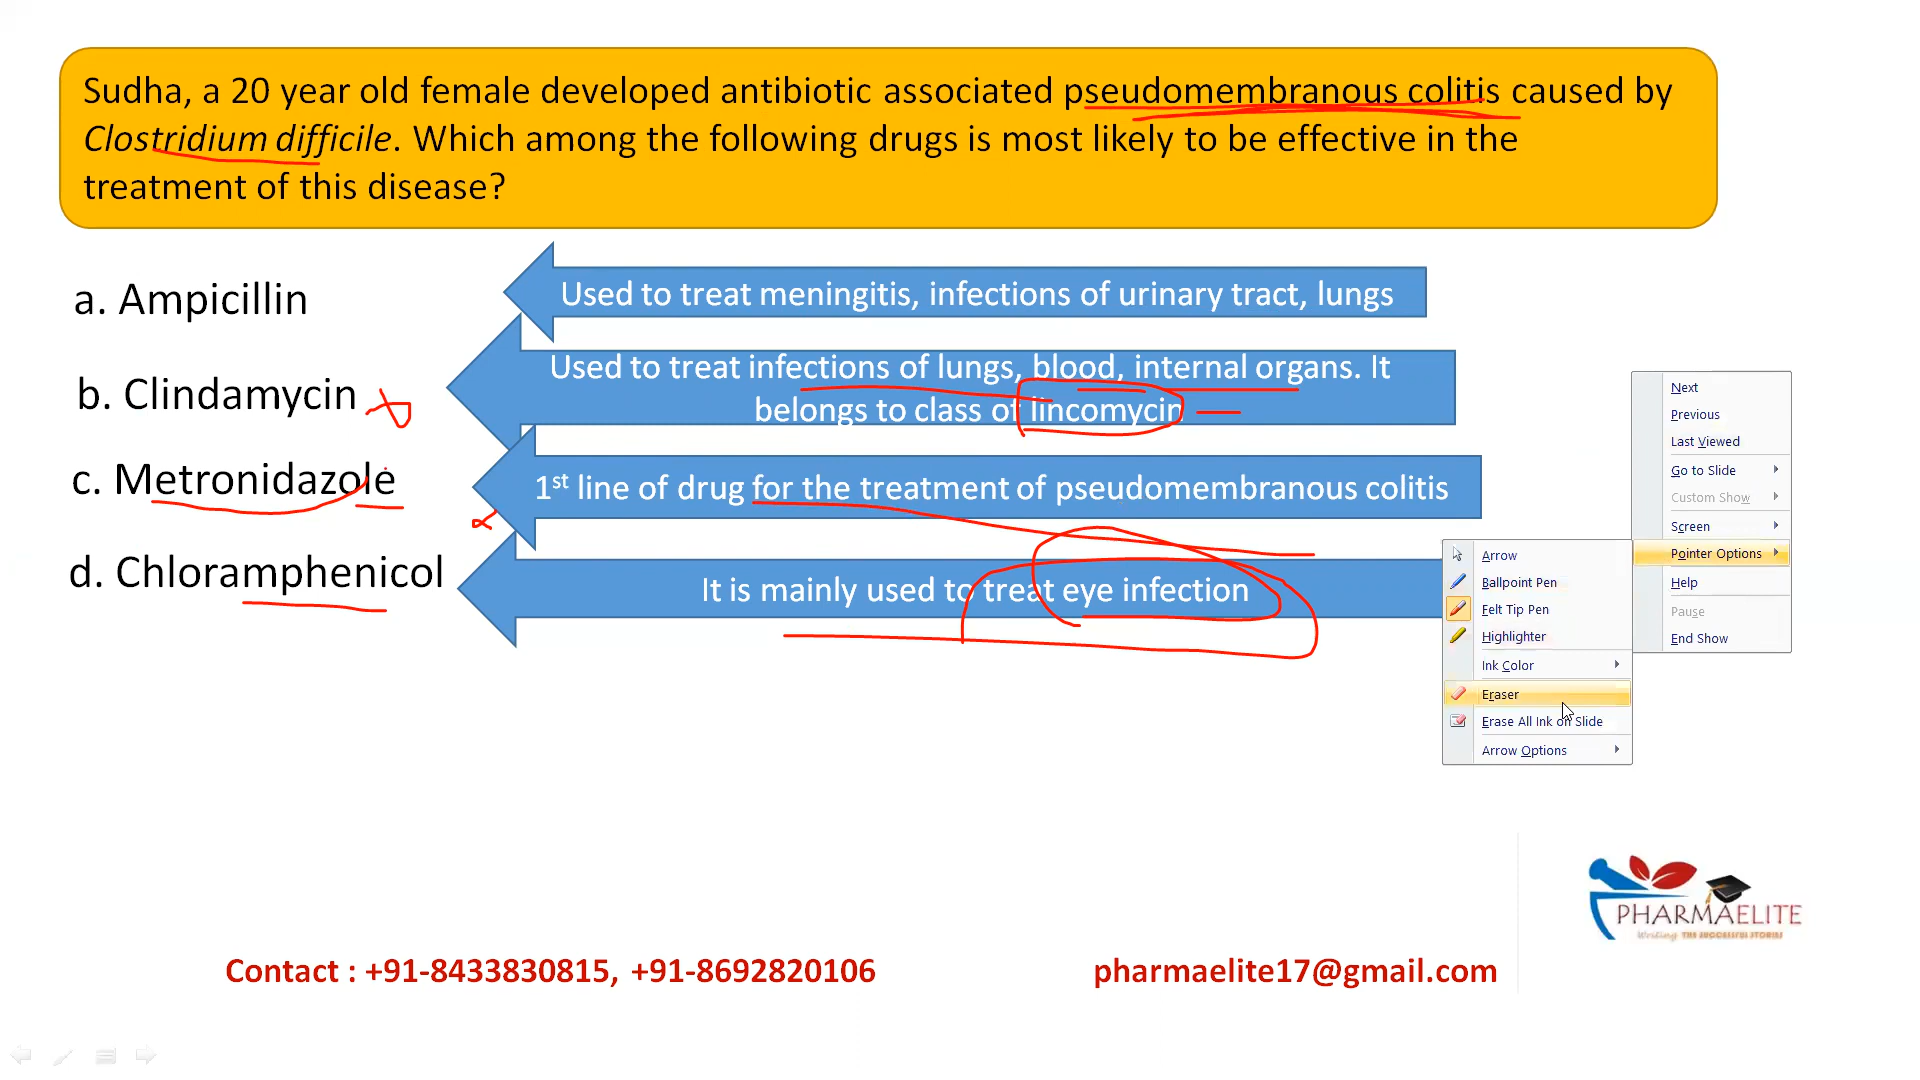 Sudha, a 20 year old female developed antibiotic associated pseudomembranous colitis caused by
Clostridium difficile. Which among the following drugs is most likely to be effective in the
treatment of this disease?
a. Ampicillin
Used to treat meningitis, infections of urinary tract, lungs
b. Clindamycin
Used to treat infections of lungs, blood, internal organs. It
belongs to class of lincomycin
c. Metronidazole
1st line of drug for the treatment of pseudomembranous colitis
d. Chloramphenicol
It is mainly used to treat eye infection
Next
Previous
Last Viewed
Go to Slide
Custom Show
Screen
Pointer Options
Help
Pause
End Show
Arrow
Ballpoint Pen
Felt Tip Pen
Highlighter
Ink Color
Eraser
Erase All Ink on Slide
Arrow Options
PHARMAELITE
Writing THE SUCCESSFUL STORIES
Contact : +91-8433830815, +91-8692820106
pharmaelite17@gmail.com